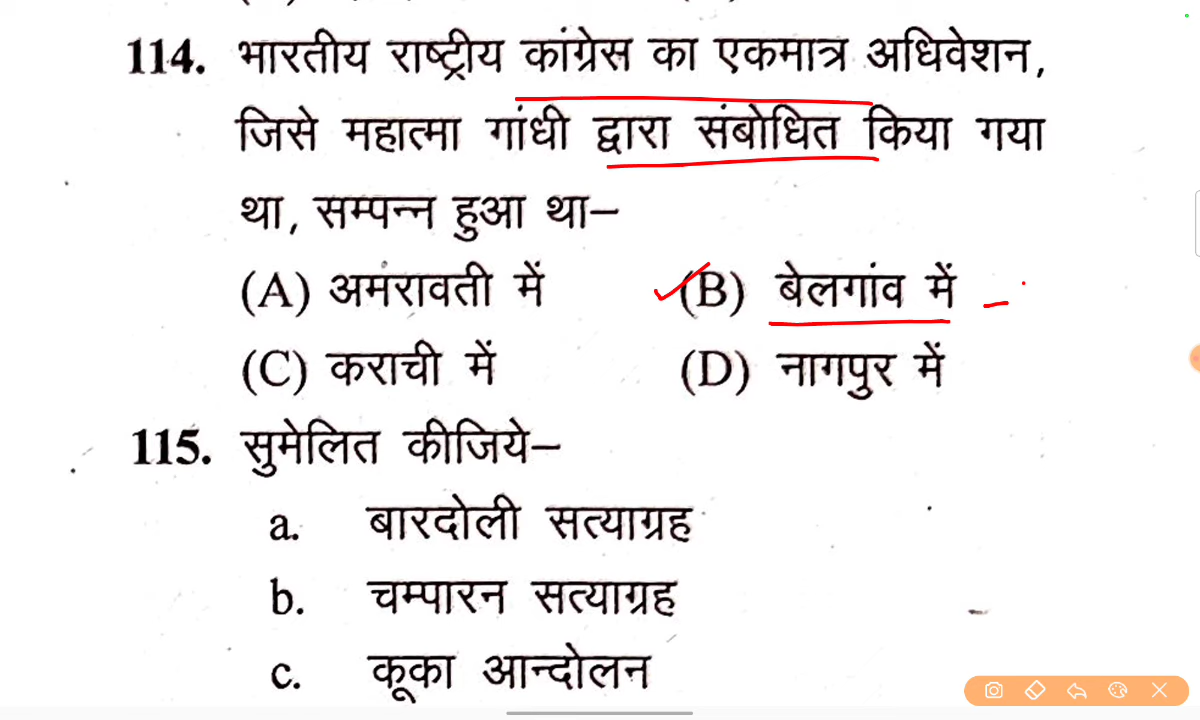 114. भारतीय राष्ट्रीय कांग्रेस का एकमात्र अधिवेशन,
जिसे महात्मा गांधी द्वारा संबोधित किया गया
था, सम्पन्न हुआ था–
(A) अमरावती में (B) बेलगांव में
(C) कराची में (D) नागपुर में
115. सुमेलित कीजिये–
a. बारदोली सत्याग्रह
b. चम्पारन सत्याग्रह
c. कूका आन्दोलन